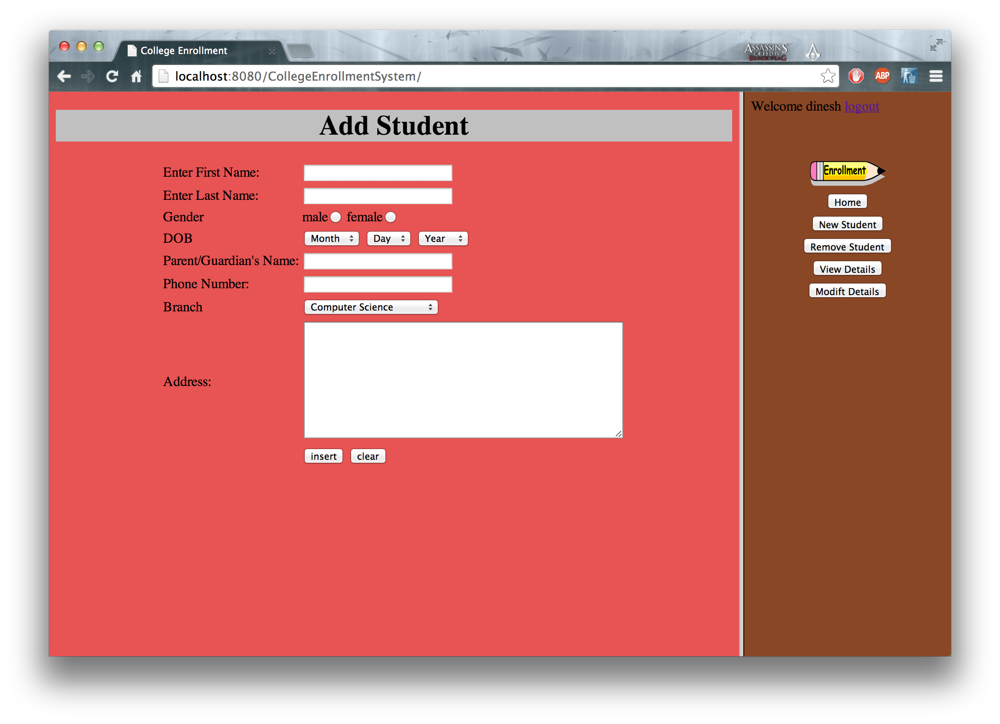 College Enrollment
ASSASSIN'S
CREED IV
BLACK FLAG
localhost:8080/CollegeEnrollmentSystem/
ABP
Add Student
Enter First Name:
Enter Last Name:
Gender male female
DOB Month Day Year
Parent/Guardian's Name:
Phone Number:
Branch Computer Science
Address:
insert clear
Welcome dinesh logout
Enrollment
Home
New Student
Remove Student
View Details
Modift Details